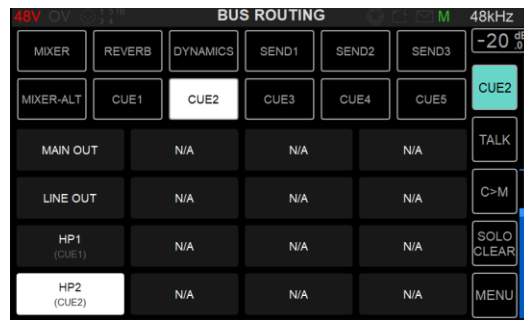 48V OV BUS ROUTING M 48kHz
MIXER REVERB DYNAMICS SEND1 SEND2 SEND3 -20 dB .0
MIXER-ALT CUE1 CUE2 CUE3 CUE4 CUE5 CUE2
MAIN OUT N/A N/A N/A TALK
LINE OUT N/A N/A N/A C>M
HP1 N/A N/A N/A SOLO
(CUE1) CLEAR
HP2 N/A N/A N/A MENU
(CUE2)